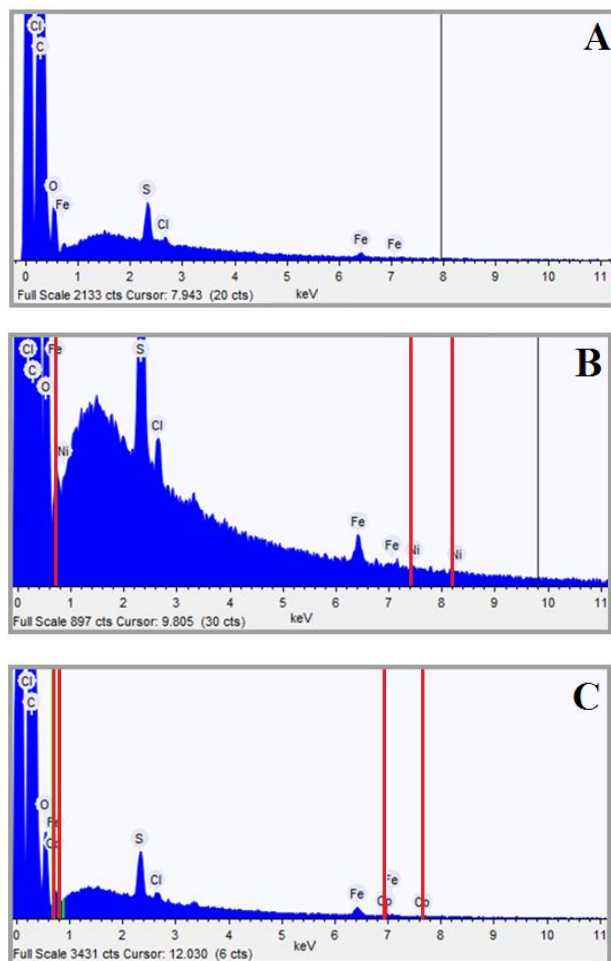 A
Cl
C
O
Fe
S
Cl
Fe
Fe
0 1 2 3 4 5 6 7 8 9 10 11
Full Scale 2133 cts Cursor: 7.943 (20 cts) keV
B
Cl
Fe
S
C
O
Cl
Ni
Fe
Fe
Ni
Ni
0 1 2 3 4 5 6 7 8 9 10 11
Full Scale 897 cts Cursor: 9.805 (30 cts) keV
C
Cl
C
O
Fe
Co
S
Cl
Fe
Fe
Co
Co
0 1 2 3 4 5 6 7 8 9 10 11
Full Scale 3431 cts Cursor: 12.030 (6 cts) keV